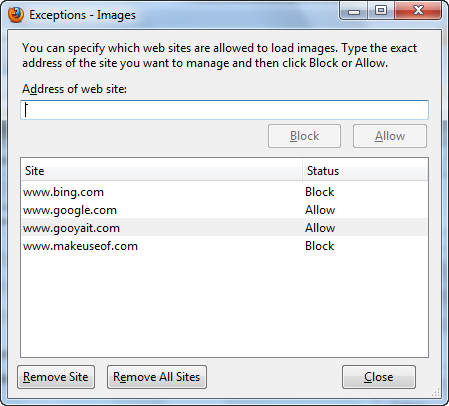 Exceptions - Images
You can specify which web sites are allowed to load images. Type the exact
address of the site you want to manage and then click Block or Allow.
Address of web site:
Block Allow
Site Status
www.bing.com Block
www.google.com Allow
www.gooyait.com Allow
www.makeuseof.com Block
Remove Site Remove All Sites Close